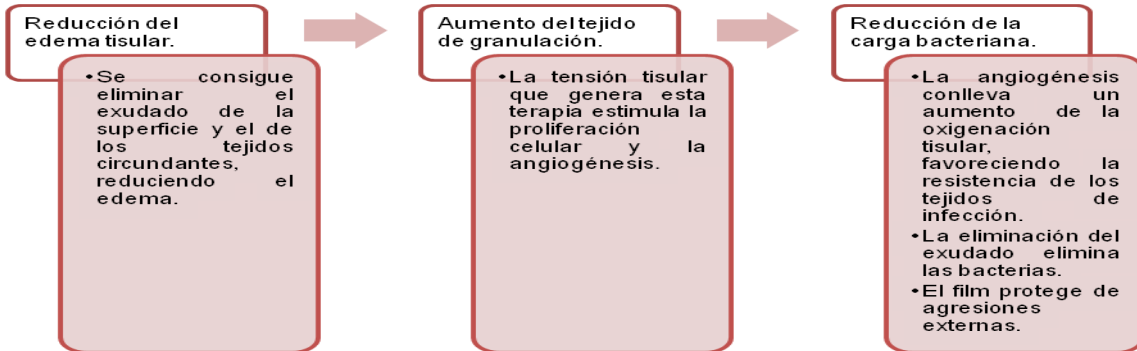 Reducción del
edema tisular.
•Se consigue
eliminar el
exudado de la
superficie y el de
los tejidos
circundantes,
reduciendo el
edema.
Aumento del tejido
de granulación.
•La tensión tisular
que genera esta
terapia estimula la
proliferación
celular y la
angiogénesis.
Reducción de la
carga bacteriana.
•La angiogénesis
conlleva un
aumento de la
oxigenación
tisular,
favoreciendo la
resistencia de los
tejidos de
infección.
•La eliminación del
exudado elimina
las bacterias.
•El film protege de
agresiones
externas.